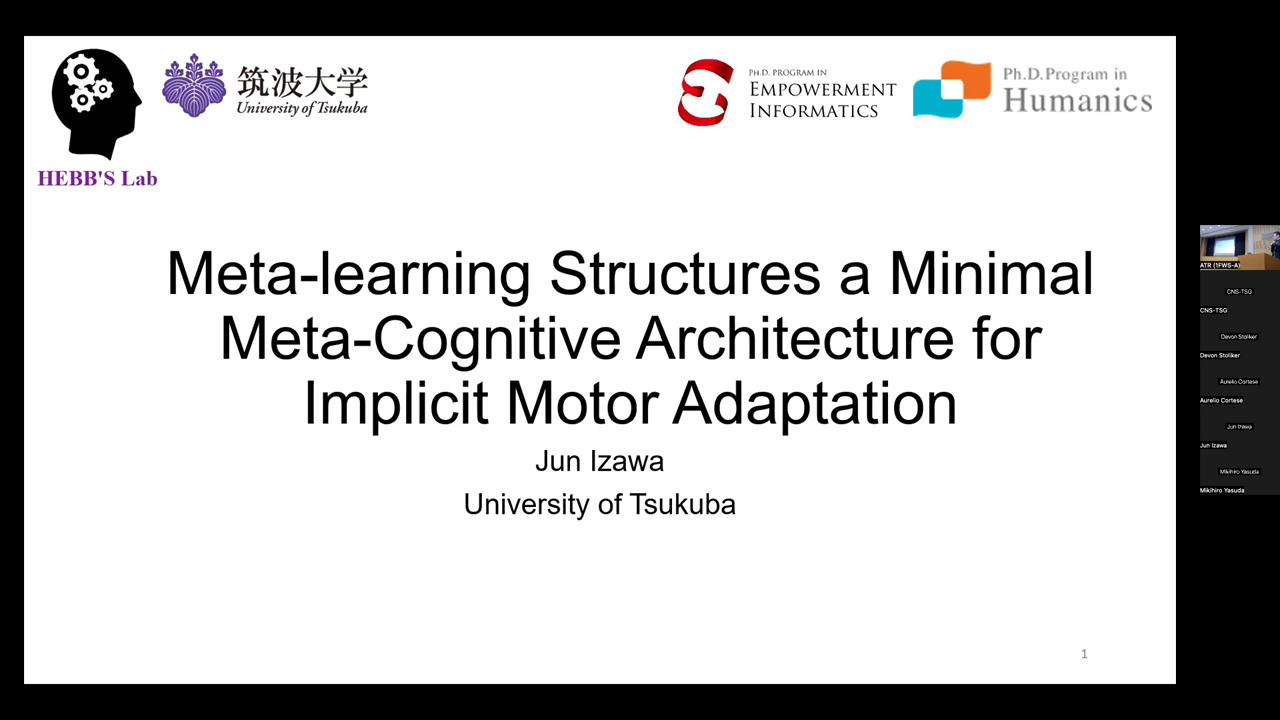 HEBB'S Lab
筑波大学
University of Tsukuba
Ph.D. Program in
Empowerment
Informatics
Ph.D. Program in
Humanics
Meta-learning Structures a Minimal
Meta-Cognitive Architecture for
Implicit Motor Adaptation
Jun Izawa
University of Tsukuba
1
ATR (1FWS-A)
CNS-TSG
CNS-TSG
Devon Stoliker
Devon Stoliker
Aurelio Cortese
Aurelio Cortese
Jun Izawa
Jun Izawa
Mikihiro Yasuda
Mikihiro Yasuda